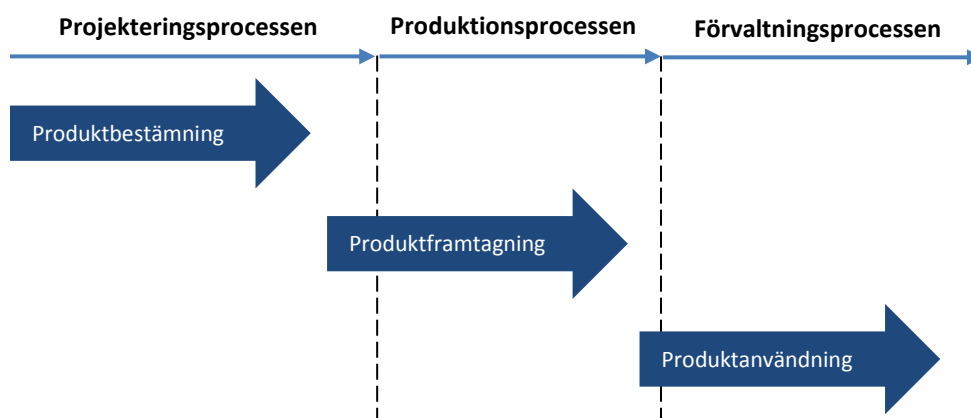 Projekteringsprocessen
Produktionsprocessen
Förvaltningsprocessen
Produktbestämning
Produktframtagning
Produktanvändning